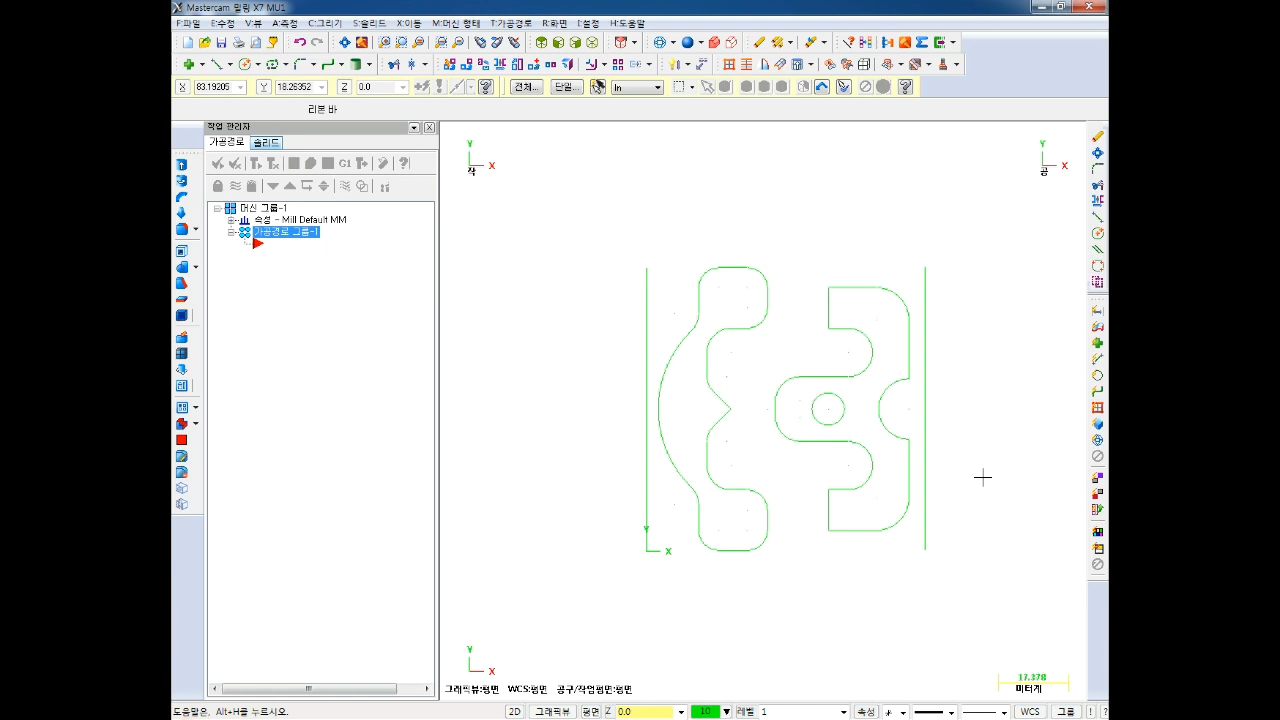 Mastercam 밀링 X7 MU1
F:파일 E:수정 V:뷰 A:측정 C:그리기 S:솔리드 X:이동 M:머신 형태 T:가공경로 R:화면 I:설정 H:도움말
X 83.19205 Y 18.26352 Z 0.0 전체... 단일... In
리본 바
작업 관리자
가공경로 솔리드
G1
머신 그룹-1
속성 - Mill Default MM
가공경로 그룹-1
Y Y
X X
작 공
Y
X
Y
X
17.378
미터계
그래픽뷰:평면 WCS:평면 공구/작업평면:평면
도움말은, Alt+H를 누르시오. 2D 그래픽뷰 평면 Z 0.0 10 레벨 1 속성 WCS 그룹 ! ?